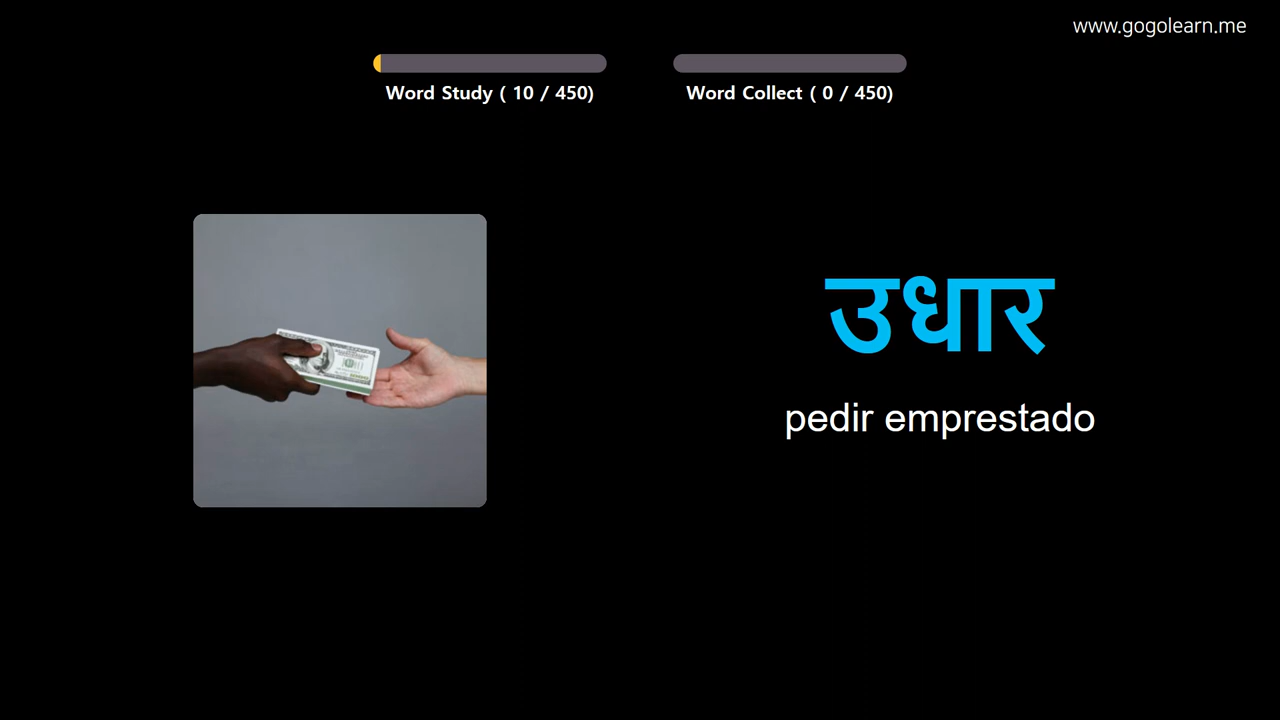 www.gogolearn.me
Word Study ( 10 / 450)
Word Collect ( 0 / 450)
उधार
pedir emprestado